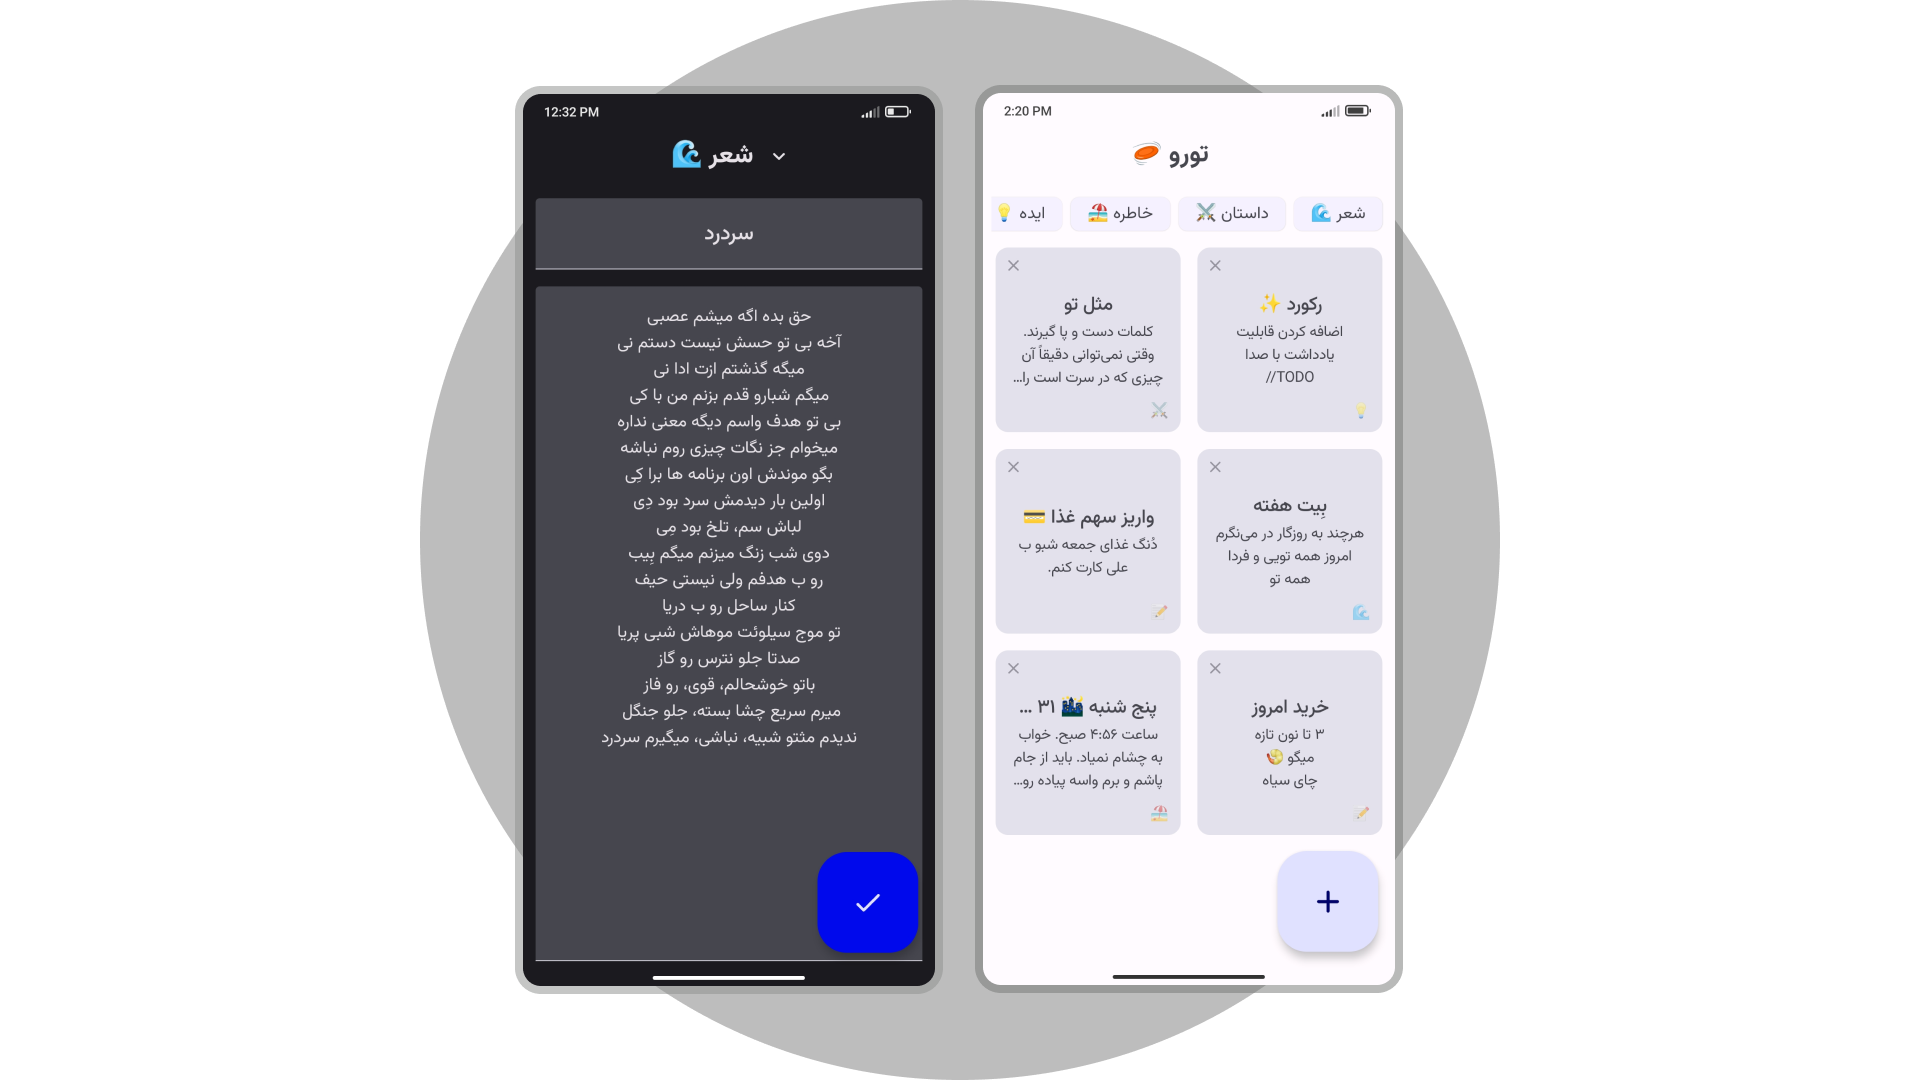 12:32 PM
شعر 🌊
سردرد
حق بده اگه میشم عصبی
آخه بی تو حسش نیست دستم نی
میگه گذشتم ازت ادا نی
میگم شبارو قدم بزنم من با کی
بی تو هدف واسم دیگه معنی نداره
میخوام جز نگات چیزی روم نباشه
بگو موندش اون برنامه ها برا کِی
اولین بار دیدمش سرد بود دِی
لباش سم، تلخ بود مِی
دوی شب زنگ میزنم میگم بِیب
رو ب هدفم ولی نیستی حیف
کنار ساحل رو ب دریا
تو موج سیلوئت موهاش شبی پریا
صدتا جلو نترس رو گاز
باتو خوشحالم، قوی، رو فاز
میرم سریع چشا بسته، جلو جنگل
ندیدم مثتو شبیه، نباشی، میگیرم سردرد
2:20 PM
تورو
شعر 🌊
داستان ⚔️
خاطره 🏖️
ایده 💡
رکورد ✨
اضافه کردن قابلیت
یادداشت با صدا
//TODO
مثل تو
کلمات دست و پا گیرند.
وقتی نمی‌توانی دقیقاً آن
چیزی که در سرت است را...
بِیت هفته
هرچند به روزگار در می‌نگرم
امروز همه تویی و فردا
همه تو
واریز سهم غذا 💳
دُنگ غذای جمعه شبو ب
علی کارت کنم.
خرید امروز
۳ تا نون تازه
میگو 🍤
چای سیاه
پنج شنبه 🌃 ۳۱ ...
ساعت ۴:۵۶ صبح. خواب
به چشام نمیاد. باید از جام
پاشم و برم واسه پیاده رو...